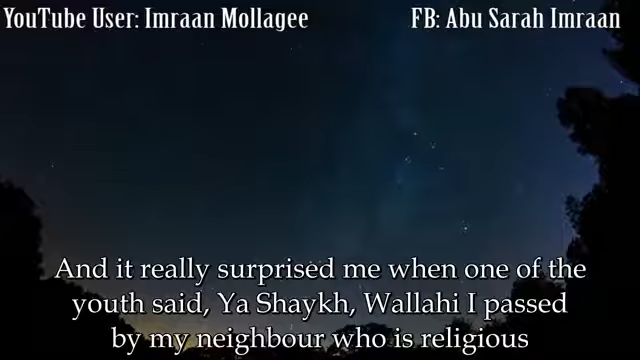 YouTube User: Imraan Mollagee FB: Abu Sarah Imraan
And it really surprised me when one of the
youth said, Ya Shaykh, Wallahi I passed
by my neighbour who is religious